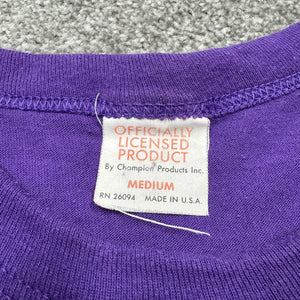 OFFICIALLY
LICENSED
PRODUCT
By Champion Products Inc.
MEDIUM
RN 26094 MADE IN U.S.A.